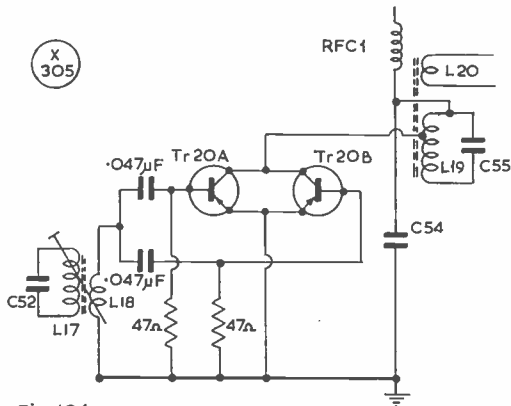 X
305
RFC1
L20
·047μF
Tr20A
Tr20B
L19
C55
C54
·047μF
C52
L18
L17
47Ω
47Ω